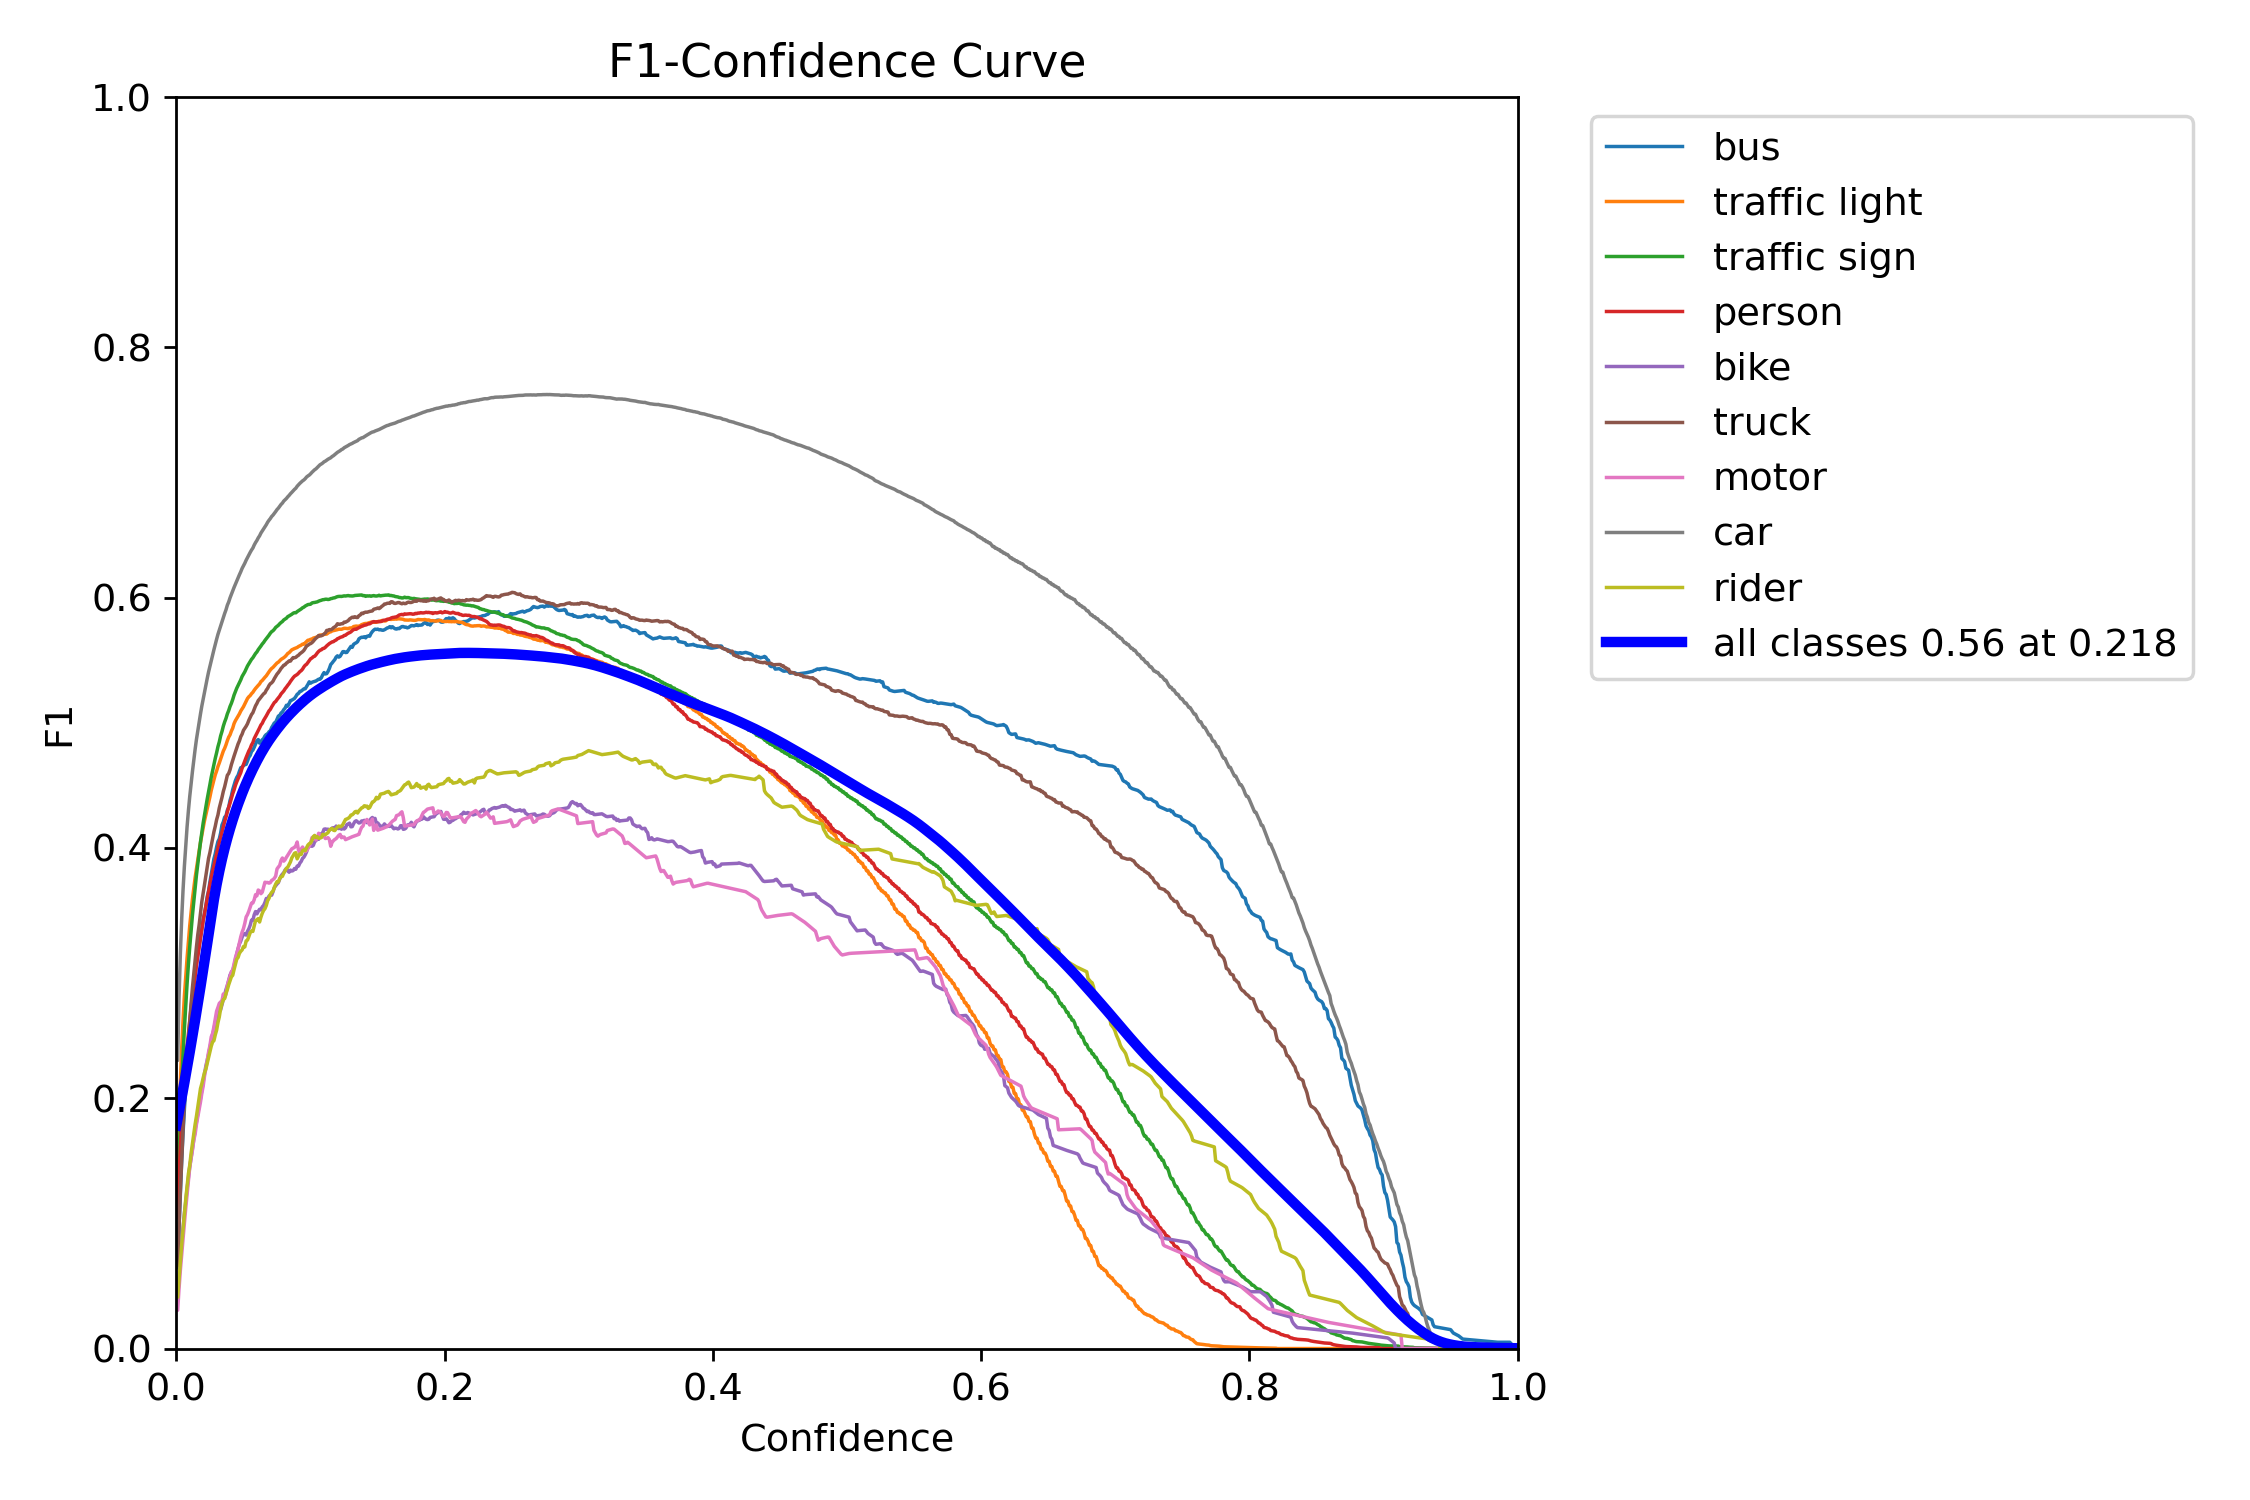 F1-Confidence Curve
1.0
0.8
0.6
0.4
0.2
0.0
F1
0.0 0.2 0.4 0.6 0.8 1.0
Confidence
bus
traffic light
traffic sign
person
bike
truck
motor
car
rider
all classes 0.56 at 0.218